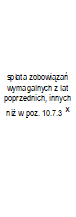 spłata zobowiązań
wymagalnych z lat
poprzednich, innych
niż w poz. 10.7.3 x